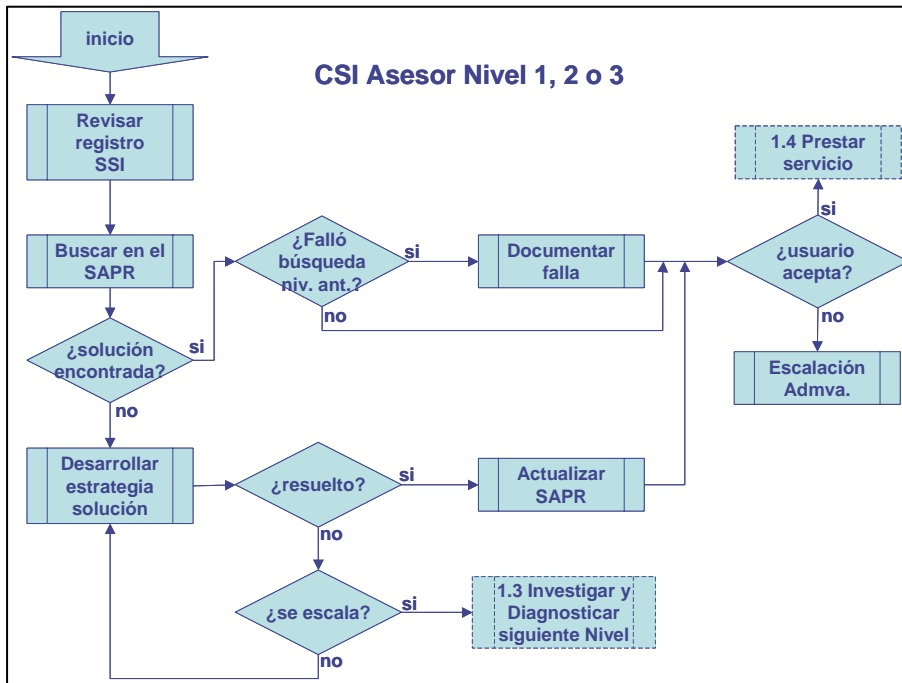 inicio
CSI Asesor Nivel 1, 2 o 3
Revisar
registro
SSI
1.4 Prestar
servicio
si
Buscar en el
SAPR
¿Falló
búsqueda
niv. ant.?
si
Documentar
falla
¿usuario
acepta?
no
no
¿solución
encontrada?
si
Escalación
Admva.
no
Desarrollar
estrategia
solución
¿resuelto?
si
Actualizar
SAPR
no
¿se escala?
si
1.3 Investigar y
Diagnosticar
siguiente Nivel
no